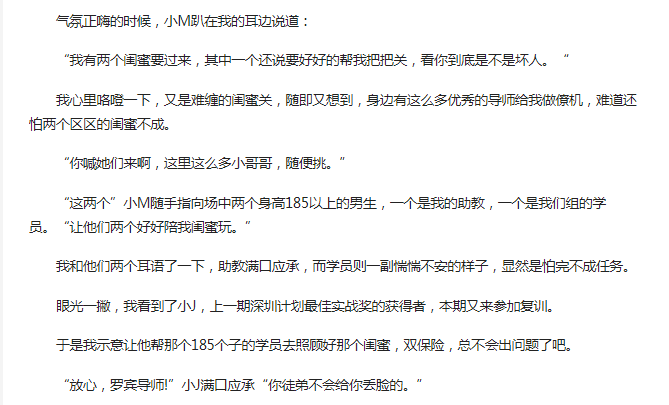 气氛正嗨的时候，小M趴在我的耳边说道：
“我有两个闺蜜要过来，其中一个还说要好好的帮我把把关，看你到底是不是坏人。 “
我心里咯噔一下，又是难缠的闺蜜关，随即又想到，身边有这么多优秀的导师给我做僚机，难道还
怕两个区区的闺蜜不成。
“你喊她们来啊，这里这么多小哥哥，随便挑。”
“这两个”小M随手指向场中两个身高185以上的男生，一个是我的助教，一个是我们组的学
员。“让他们两个好好陪我闺蜜玩。”
我和他们两个耳语了一下，助教满口应承，而学员则一副惴惴不安的样子，显然是怕完不成任务。
眼光一撇，我看到了小J，上一期深圳计划最佳实战奖的获得者，本期又来参加复训。
于是我示意让他帮那个185个子的学员去照顾好那个闺蜜，双保险，总不会出问题了吧。
“放心，罗宾导师!”小J满口应承“你徒弟不会给你丢脸的。”